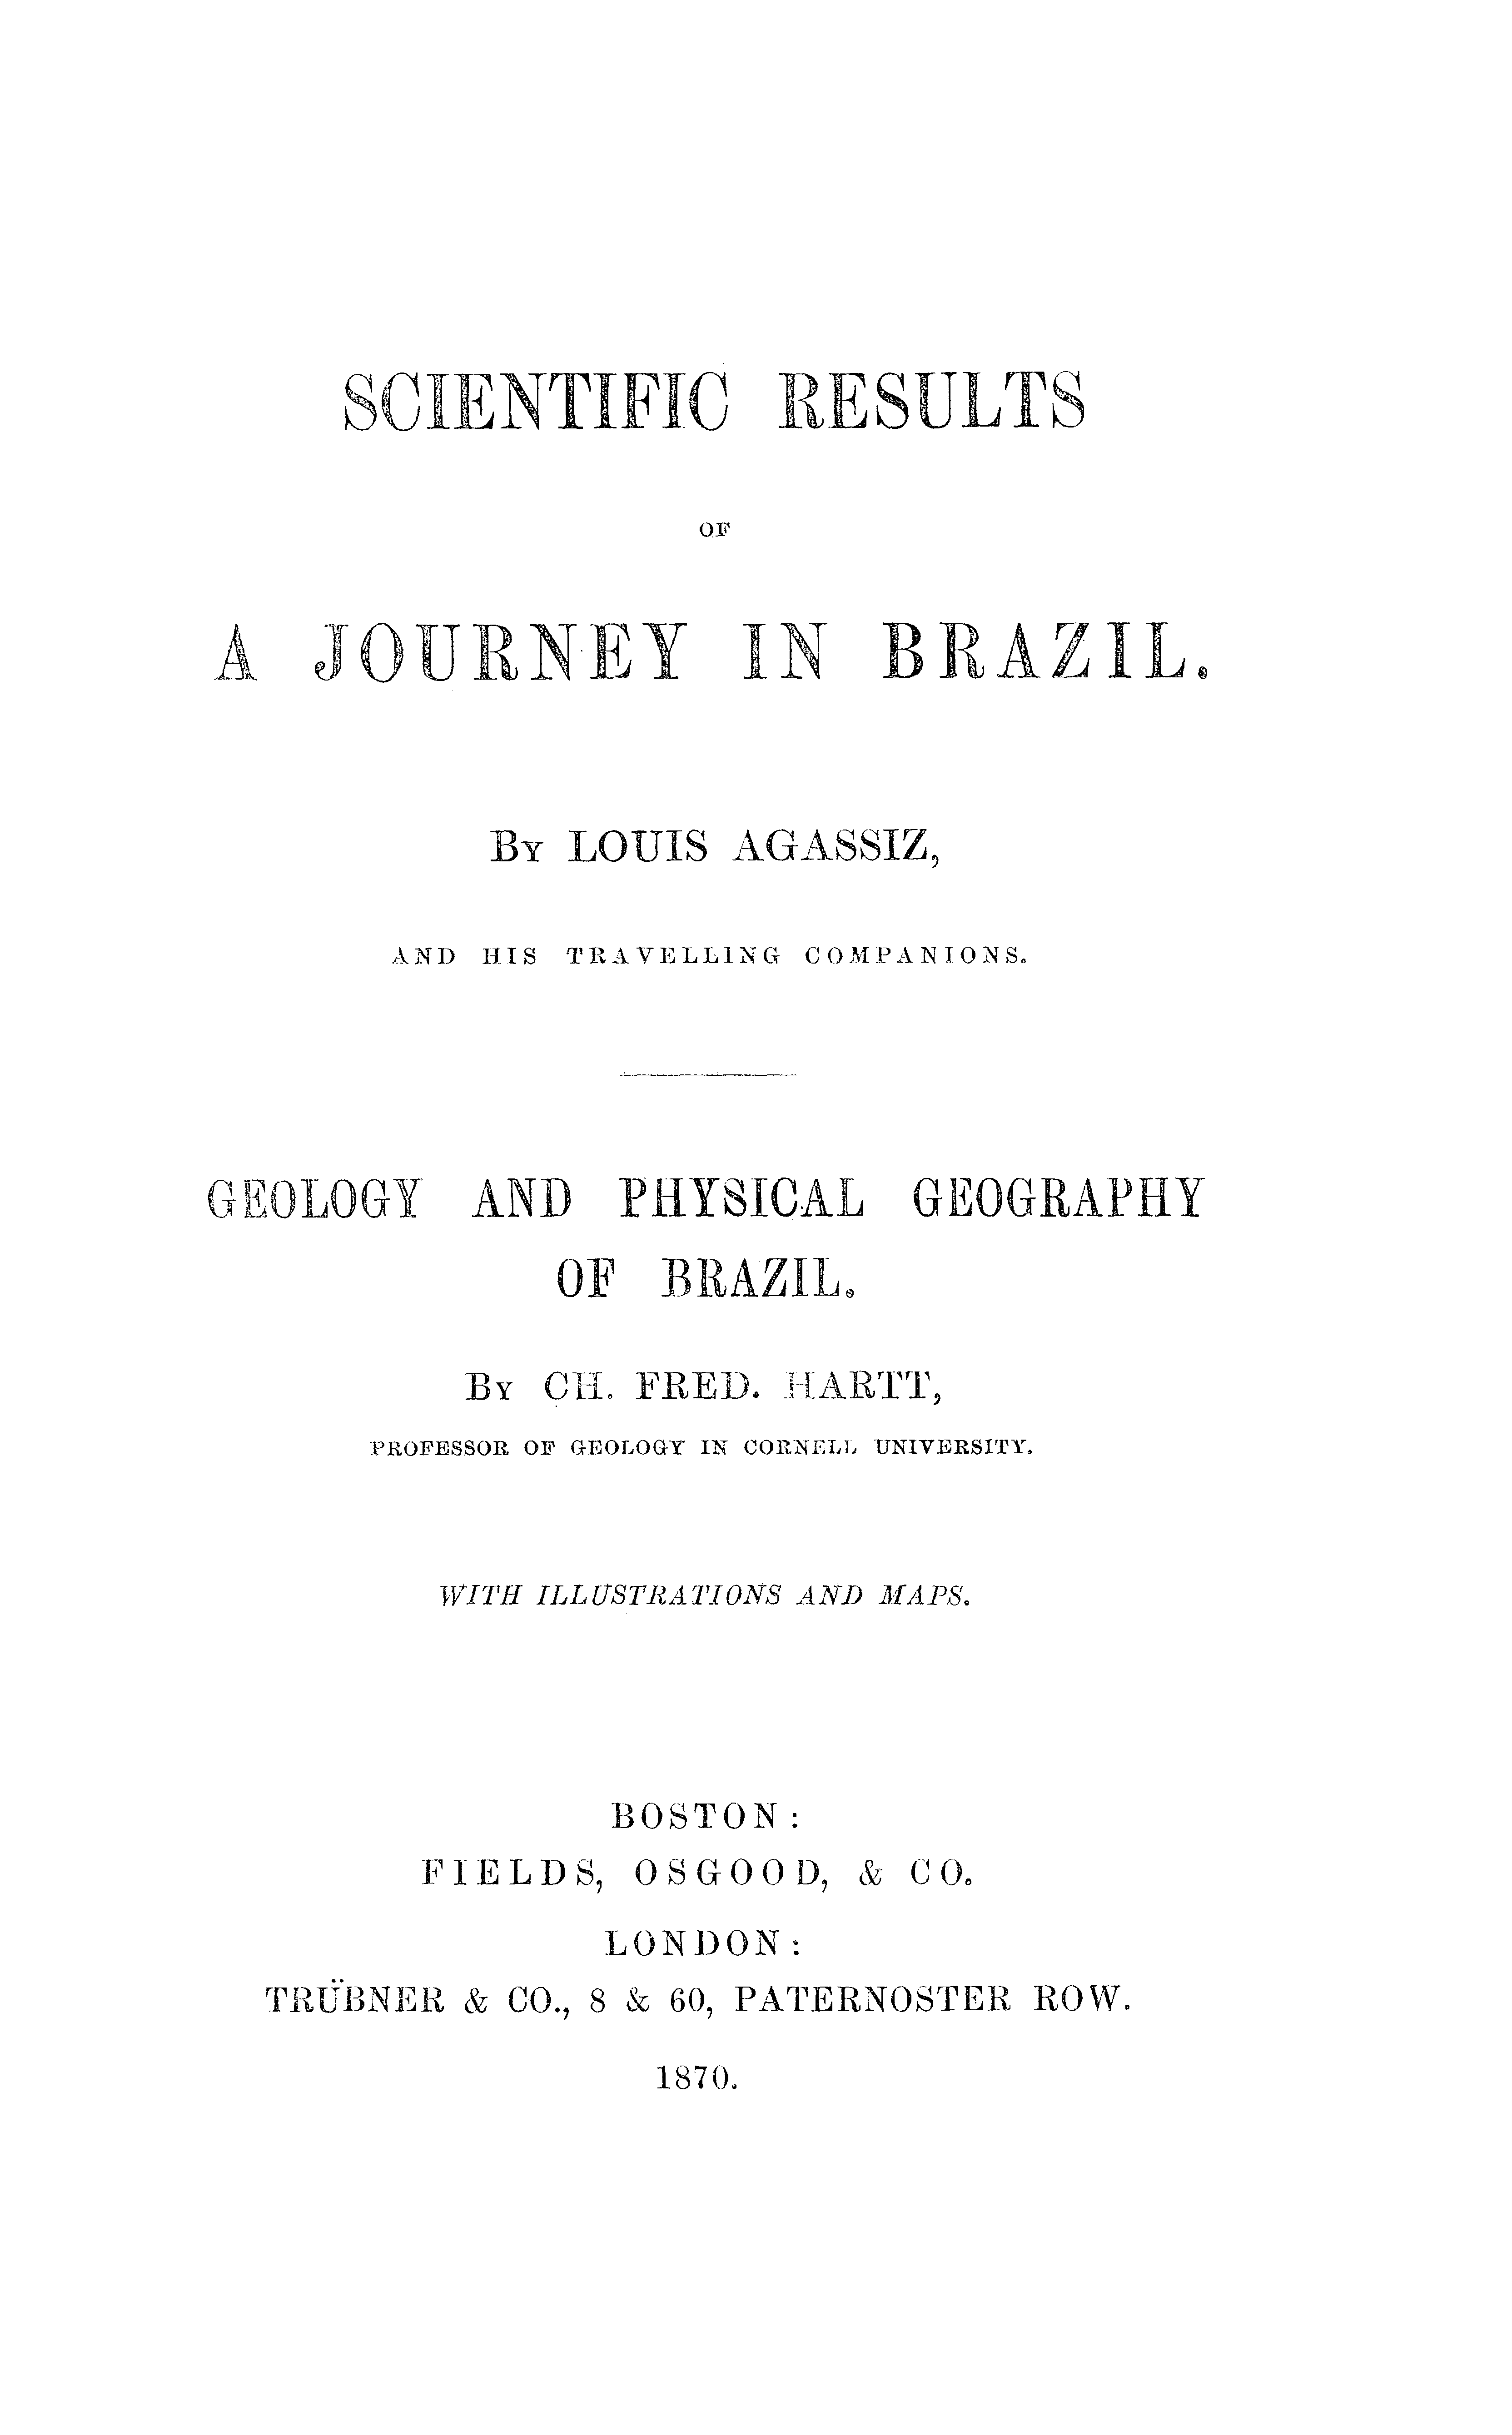 SCIENTIFIC RESULTS
OF
A JOURNEY IN BRAZIL.
BY LOUIS AGASSIZ,
AND HIS TRAVELLING COMPANIONS.
GEOLOGY AND PHYSICAL GEOGRAPHY
OF BRAZIL.
BY CH. FRED. HARTT,
PROFESSOR OF GEOLOGY IN CORNELL UNIVERSITY.
WITH ILLUSTRATIONS AND MAPS.
BOSTON:
FIELDS, OSGOOD, & CO.
LONDON:
TRÜBNER & CO., 8 & 60, PATERNOSTER ROW.
1870.